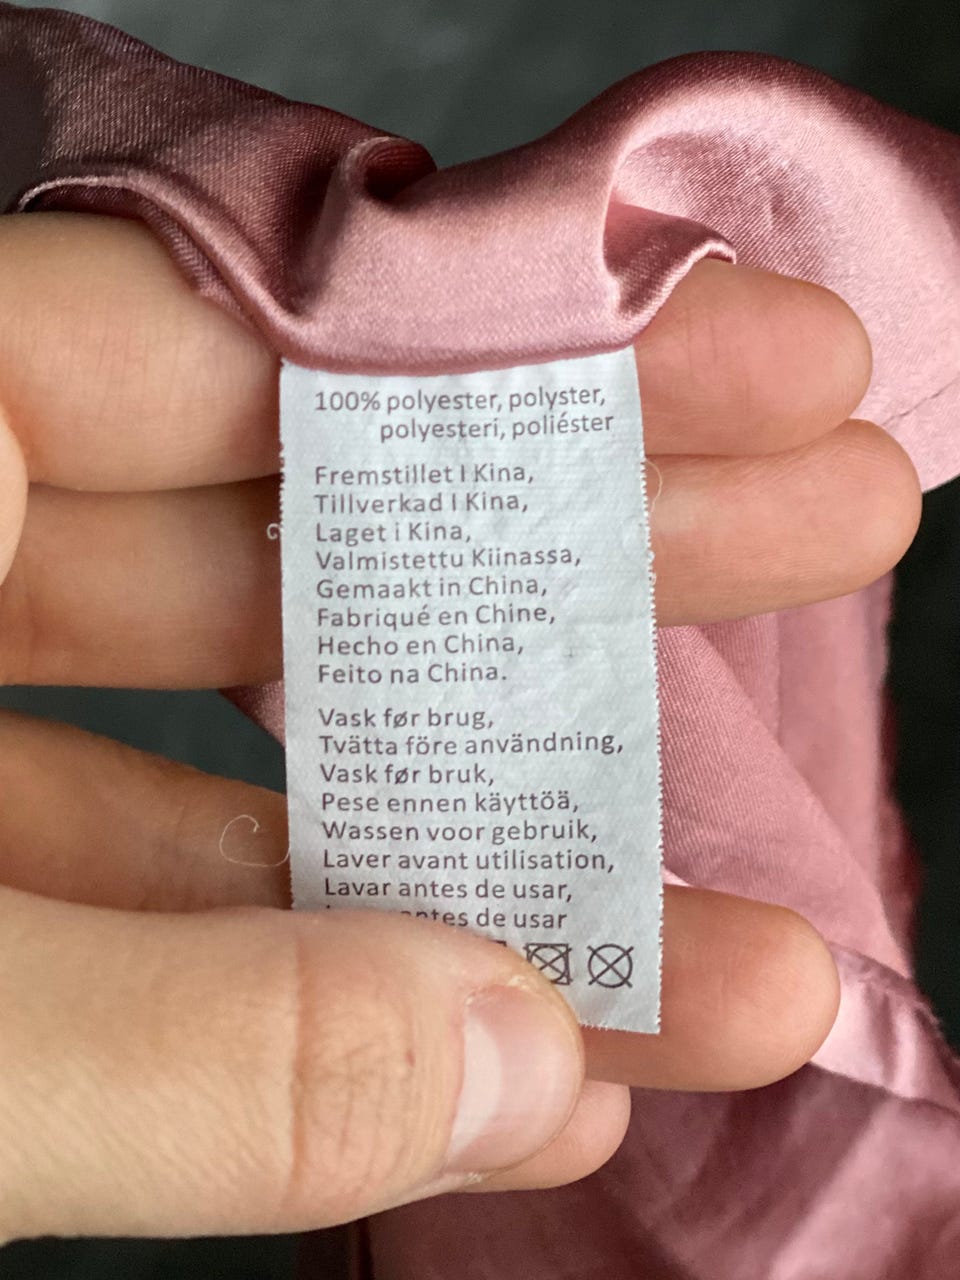 100% polyester, polyster,
polyesteri, poliéster
Fremstillet I Kina,
Tillverkad I Kina,
Laget i Kina,
Valmistettu Kiinassa,
Gemaakt in China,
Fabriqué en Chine,
Hecho en China,
Feito na China.
Vask før brug,
Tvätta före användning,
Vask før bruk,
Pese ennen käyttöä,
Wassen voor gebruik,
Laver avant utilisation,
Lavar antes de usar,
antes de usar